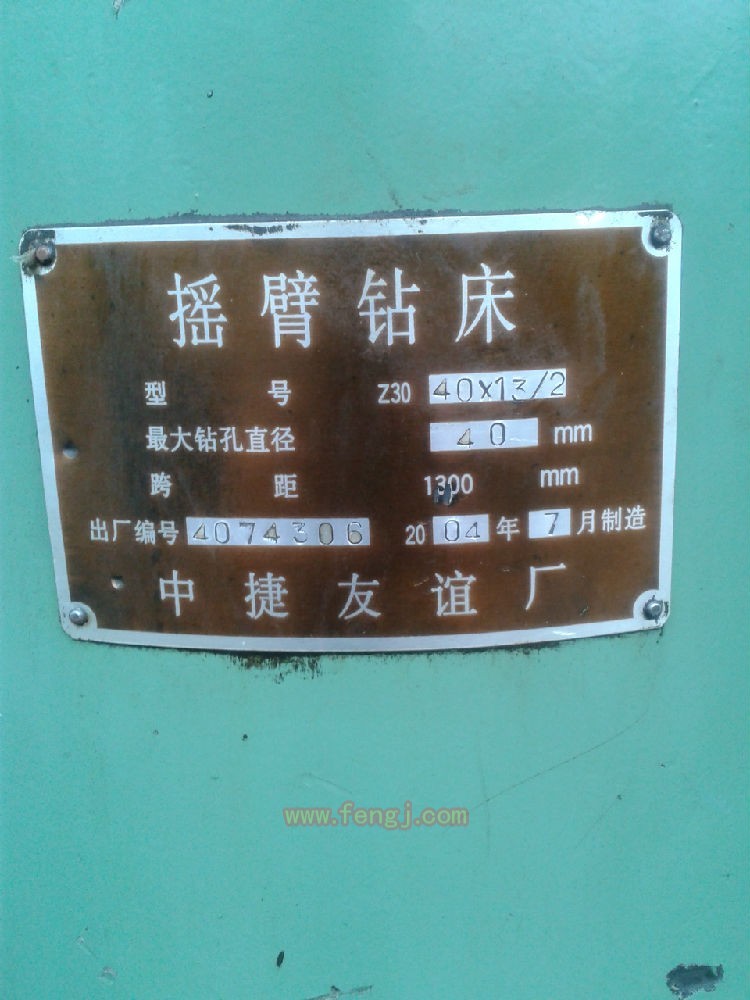 摇臂钻床
型号 Z30 40x13/2
最大钻孔直径 40 mm
跨距 1300 mm
出厂编号 4074306 2004年7月制造
中捷友谊厂
www.fengj.com